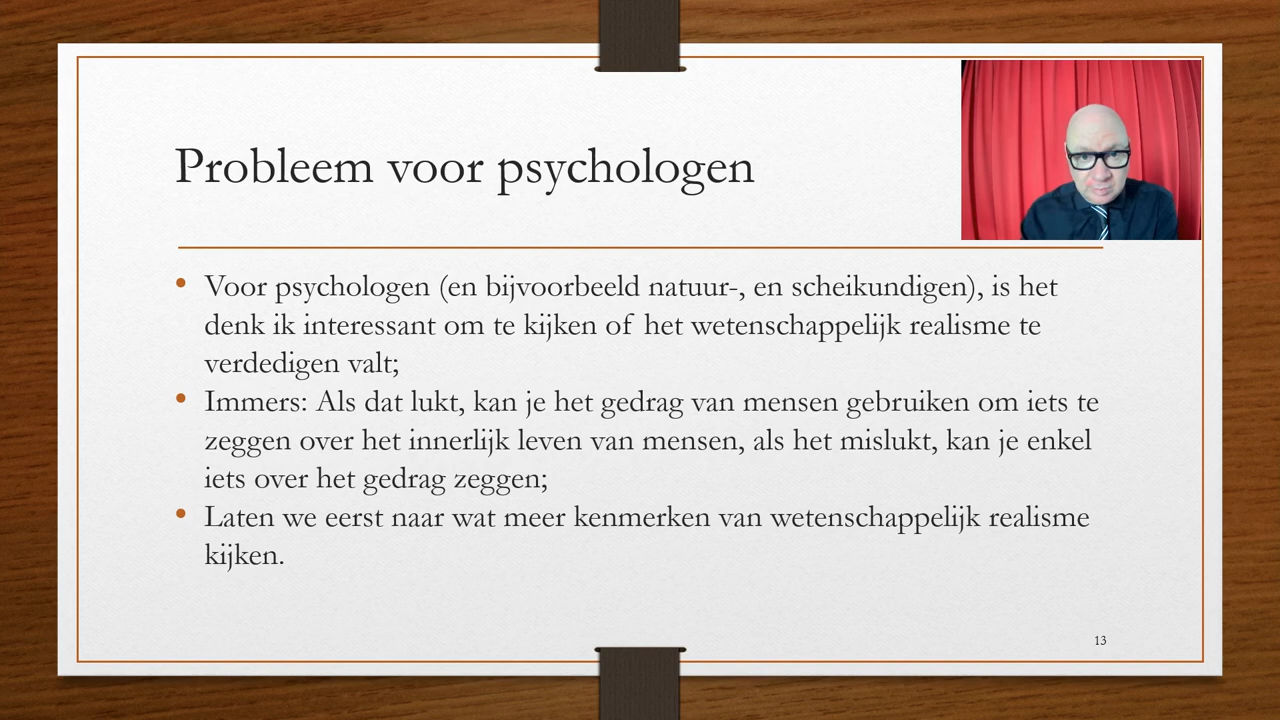 Probleem voor psychologen
• Voor psychologen (en bijvoorbeeld natuur-, en scheikundigen), is het
denk ik interessant om te kijken of het wetenschappelijk realisme te
verdedigen valt;
• Immers: Als dat lukt, kan je het gedrag van mensen gebruiken om iets te
zeggen over het innerlijk leven van mensen, als het mislukt, kan je enkel
iets over het gedrag zeggen;
• Laten we eerst naar wat meer kenmerken van wetenschappelijk realisme
kijken.
13